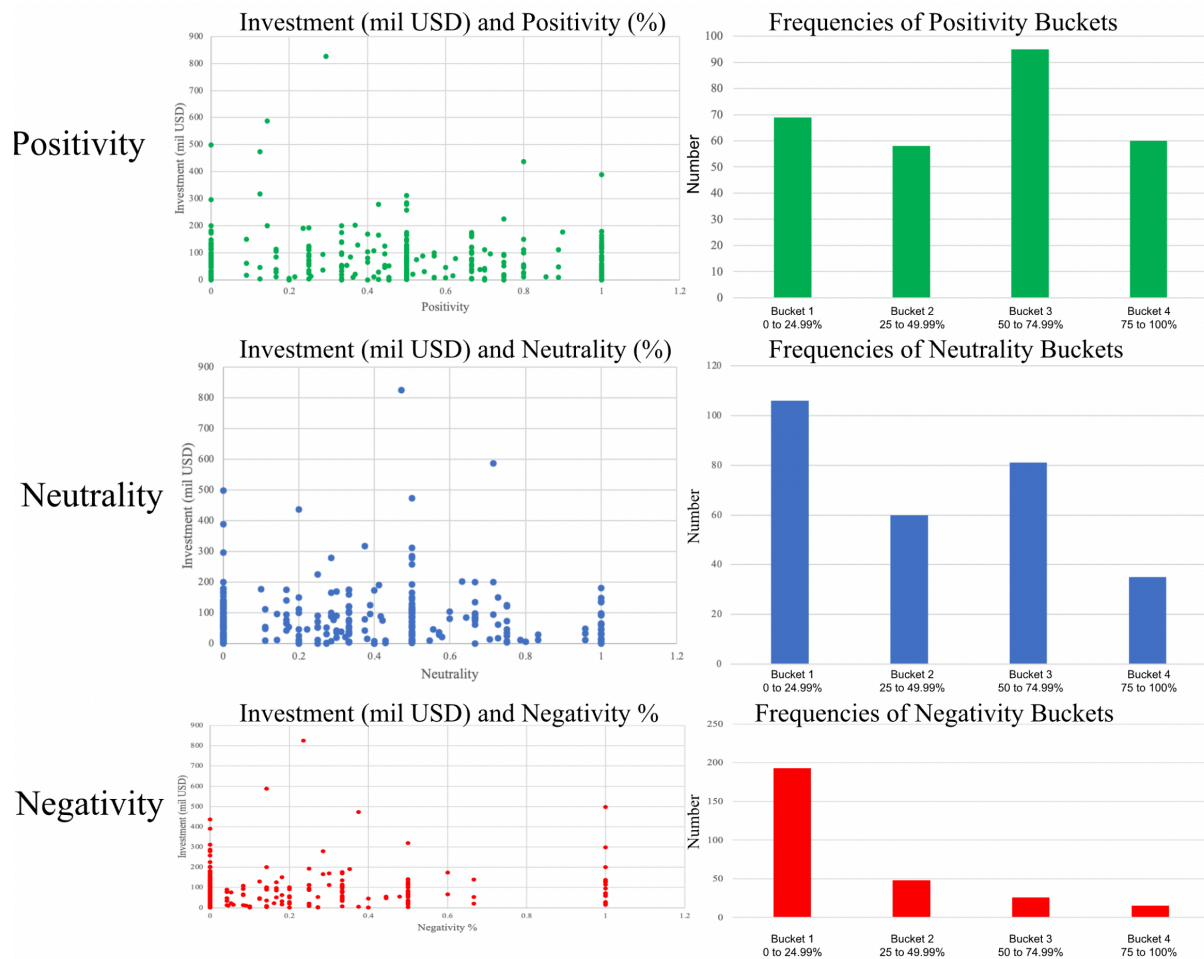 Investment (mil USD) and Positivity (%)
Frequencies of Positivity Buckets
Positivity
Investment (mil USD)
900
800
700
600
500
400
300
200
100
0
0
0.2
0.4
0.6
0.8
1
1.2
Positivity
Number
100
90
80
70
60
50
40
30
20
10
0
Bucket 1
0 to 24.99%
Bucket 2
25 to 49.99%
Bucket 3
50 to 74.99%
Bucket 4
75 to 100%
Investment (mil USD) and Neutrality (%)
Frequencies of Neutrality Buckets
Neutrality
Investment (mil USD)
900
800
700
600
500
400
300
200
100
0
0
0.2
0.4
0.6
0.8
1
1.2
Neutrality
Number
120
100
80
60
40
20
0
Bucket 1
0 to 24.99%
Bucket 2
25 to 49.99%
Bucket 3
50 to 74.99%
Bucket 4
75 to 100%
Investment (mil USD) and Negativity %
Frequencies of Negativity Buckets
Negativity
Investment (mil USD)
900
800
700
600
500
400
300
200
100
0
0
0.2
0.4
0.6
0.8
1
1.2
Negativity %
Number
250
200
150
100
50
0
Bucket 1
0 to 24.99%
Bucket 2
25 to 49.99%
Bucket 3
50 to 74.99%
Bucket 4
75 to 100%